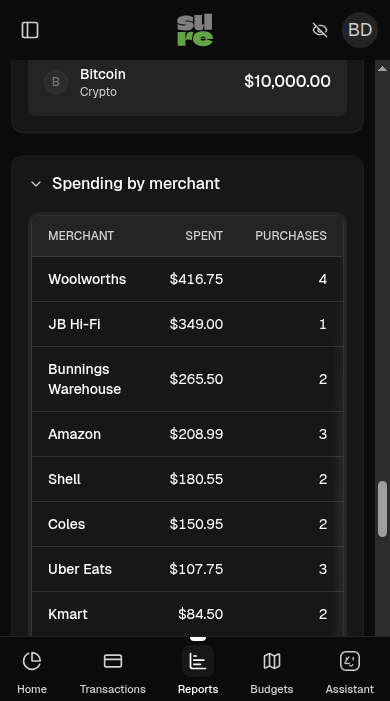 sure
BD
B
Bitcoin
Crypto
$10,000.00
Spending by merchant
MERCHANT SPENT PURCHASES
Woolworths $416.75 4
JB Hi-Fi $349.00 1
Bunnings
Warehouse $265.50 2
Amazon $208.99 3
Shell $180.55 2
Coles $150.95 2
Uber Eats $107.75 3
Kmart $84.50 2
Home Transactions Reports Budgets Assistant